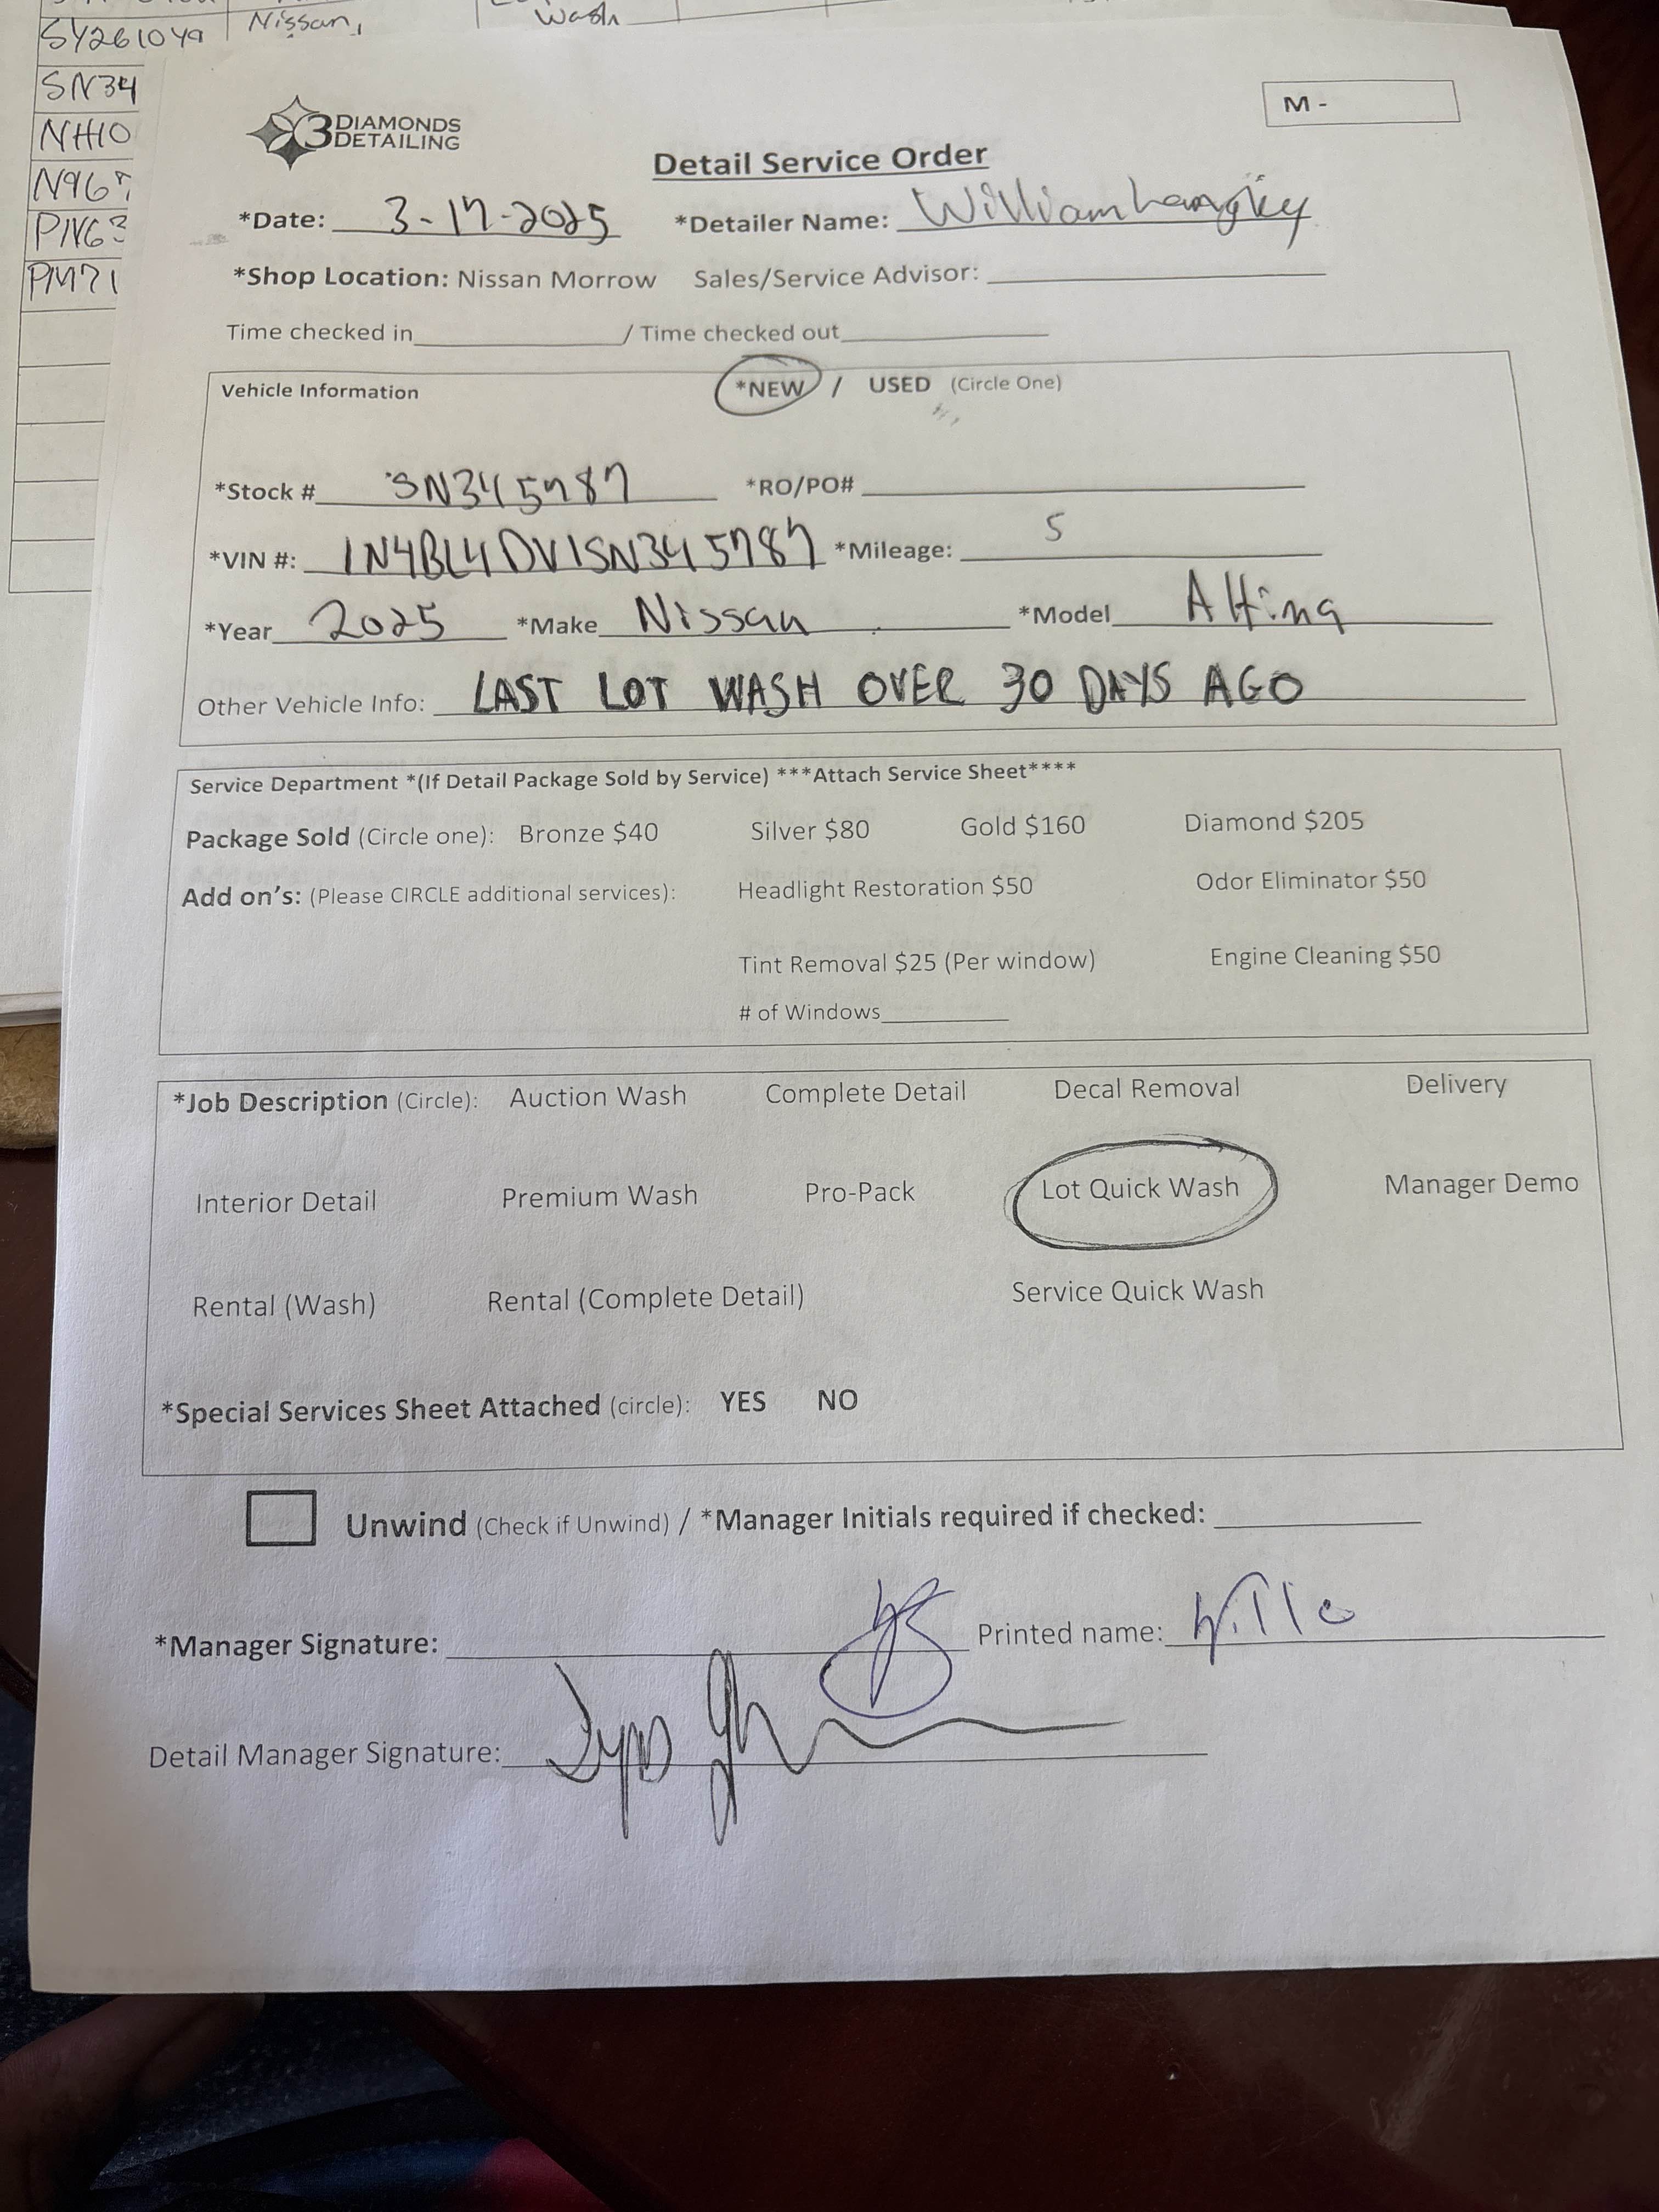 SY261049 Nissan, Wash
SN34
NH10
N967
PN63
PM71
3 DIAMONDS DETAILING
M -
Detail Service Order
*Date: 3-17-2025 *Detailer Name: William
*Shop Location: Nissan Morrow Sales/Service Advisor:
Time checked in / Time checked out
Vehicle Information *NEW / USED (Circle One)
*Stock # SN345787 *RO/PO#
*VIN #: 1N4BL4DV1SN345787 *Mileage: 5
*Year 2025 *Make Nissan *Model Altima
Other Vehicle Info: LAST LOT WASH OVER 30 DAYS AGO
Service Department *(If Detail Package Sold by Service) ***Attach Service Sheet****
Package Sold (Circle one): Bronze $40 Silver $80 Gold $160 Diamond $205
Add on's: (Please CIRCLE additional services): Headlight Restoration $50 Odor Eliminator $50
Tint Removal $25 (Per window) Engine Cleaning $50
# of Windows
*Job Description (Circle): Auction Wash Complete Detail Decal Removal Delivery
Interior Detail Premium Wash Pro-Pack Lot Quick Wash Manager Demo
Rental (Wash) Rental (Complete Detail) Service Quick Wash
*Special Services Sheet Attached (circle): YES NO
Unwind (Check if Unwind) / *Manager Initials required if checked:
*Manager Signature: Printed name:
Detail Manager Signature: